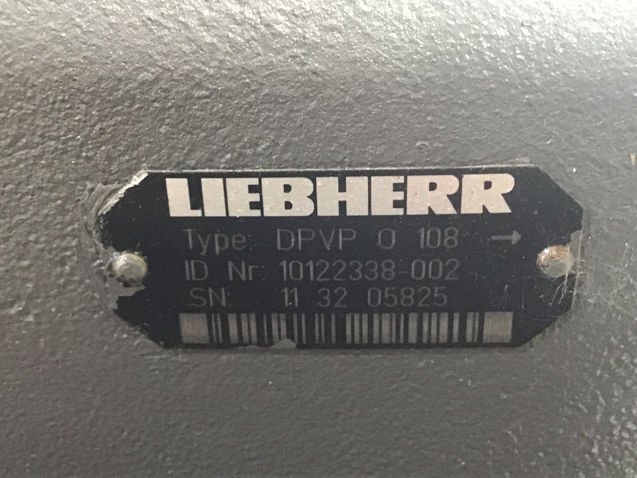 LIEBHERR
Type: DPVP O 108 →
ID Nr: 10122338-002
SN: 11 32 05825